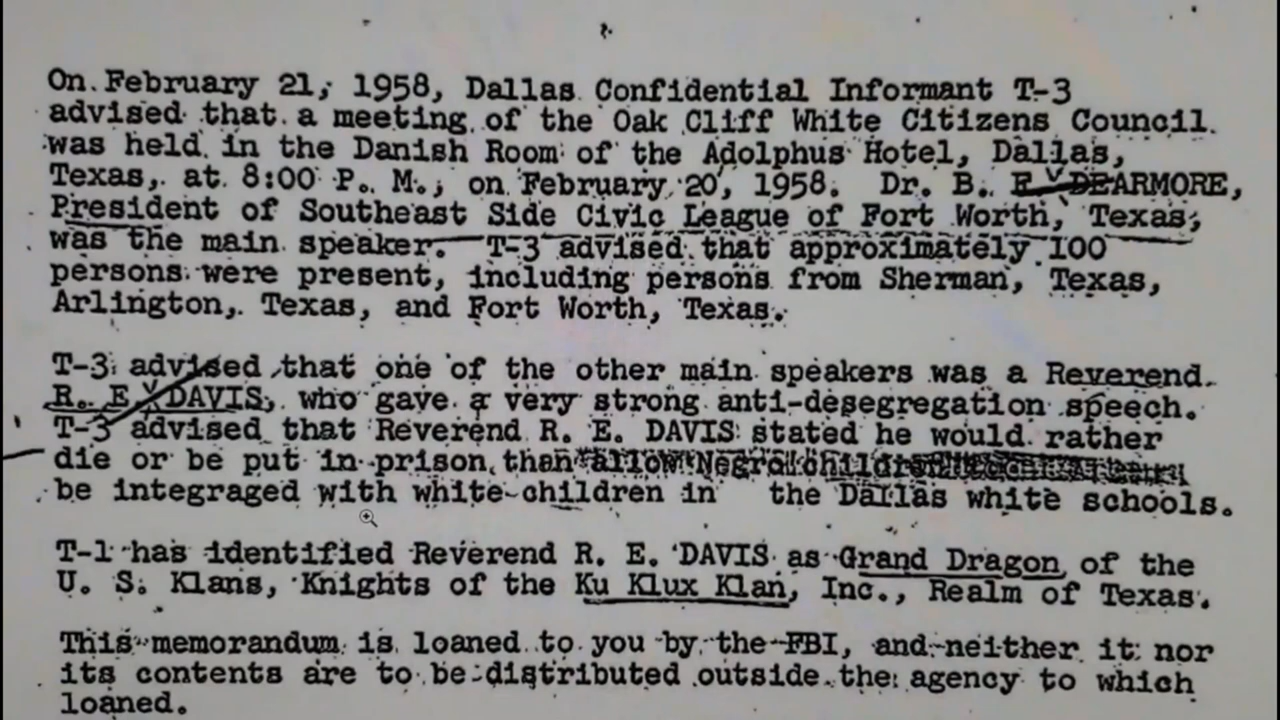 On February 21, 1958, Dallas Confidential Informant T-3
advised that a meeting of the Oak Cliff White Citizens Council
was held in the Danish Room of the Adolphus Hotel, Dallas,
Texas, at 8:00 P. M., on February 20, 1958. Dr. B. E. DEARMORE,
President of Southeast Side Civic League of Fort Worth, Texas,
was the main speaker. T-3 advised that approximately 100
persons were present, including persons from Sherman, Texas,
Arlington, Texas, and Fort Worth, Texas.
T-3 advised that one of the other main speakers was a Reverend
R. E. DAVIS, who gave a very strong anti-desegregation speech.
T-3 advised that Reverend R. E. DAVIS stated he would rather
die or be put in prison than allow Negro children
be integraged with white children in the Dallas white schools.
T-1 has identified Reverend R. E. DAVIS as Grand Dragon of the
U. S. Klans, Knights of the Ku Klux Klan, Inc., Realm of Texas.
This memorandum is loaned to you by the FBI, and neither it nor
its contents are to be distributed outside the agency to which
loaned.